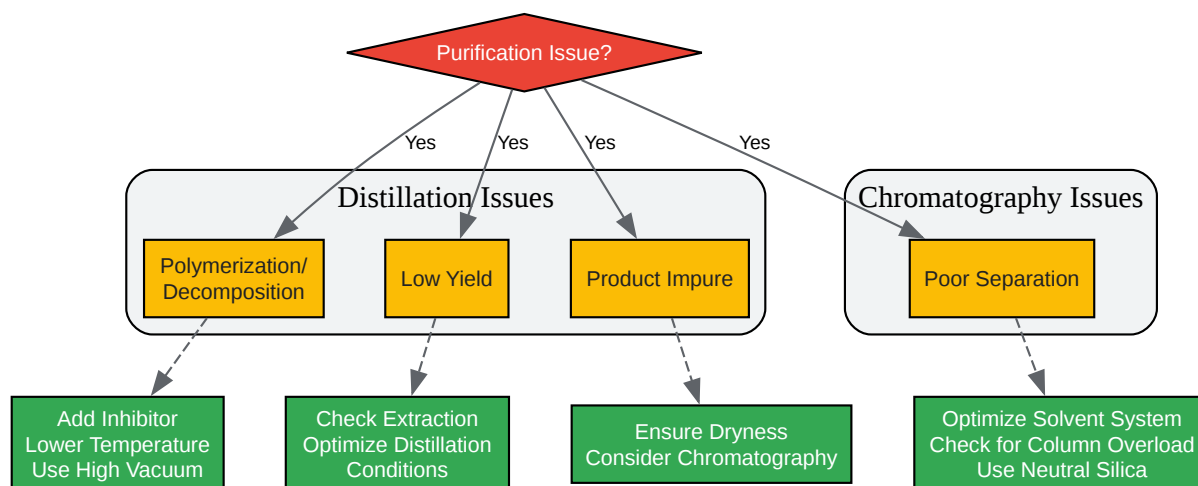 Purification Issue?
Yes
Yes
Yes
Yes
Distillation Issues
Chromatography Issues
Polymerization/
Decomposition
Low Yield
Product Impure
Poor Separation
Add Inhibitor
Lower Temperature
Use High Vacuum
Check Extraction
Optimize Distillation
Conditions
Ensure Dryness
Consider Chromatography
Optimize Solvent System
Check for Column Overload
Use Neutral Silica